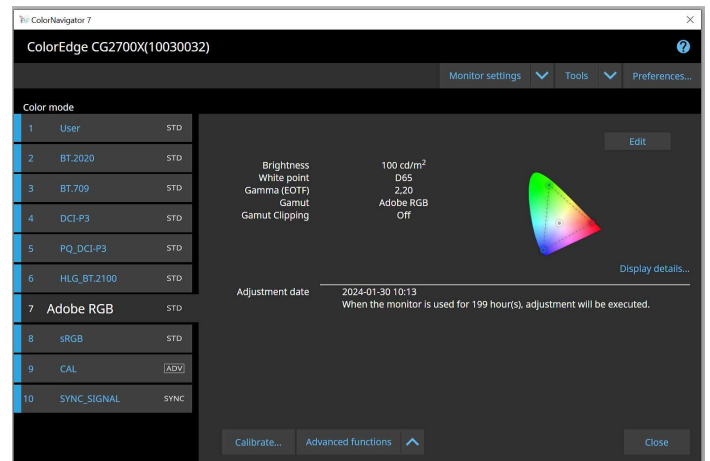 ColorNavigator 7
ColorEdge CG2700X(10030032)
Monitor settings Tools Preferences...
Color mode
1 User STD
2 BT.2020 STD
3 BT.709 STD
4 DCI-P3 STD
5 PQ_DCI-P3 STD
6 HLG_BT.2100 STD
7 Adobe RGB STD
8 sRGB STD
9 CAL ADV
10 SYNC_SIGNAL SYNC
Edit
Brightness 100 cd/m²
White point D65
Gamma (EOTF) 2,20
Gamut Adobe RGB
Gamut Clipping Off
Display details...
Adjustment date 2024-01-30 10:13
When the monitor is used for 199 hour(s), adjustment will be executed.
Calibrate... Advanced functions Close